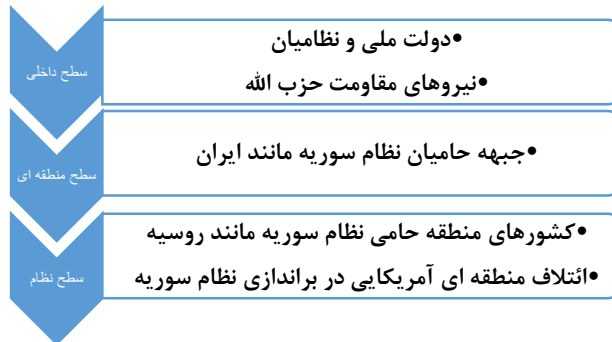 سطح داخلی
•دولت ملی و نظامیان
•نیروهای مقاومت حزب الله
سطح منطقه ای
•جبهه حامیان نظام سوریه مانند ایران
سطح نظام
•کشورهای منطقه حامی نظام سوریه مانند روسیه
•ائتلاف منطقه ای آمریکایی در براندازی نظام سوریه